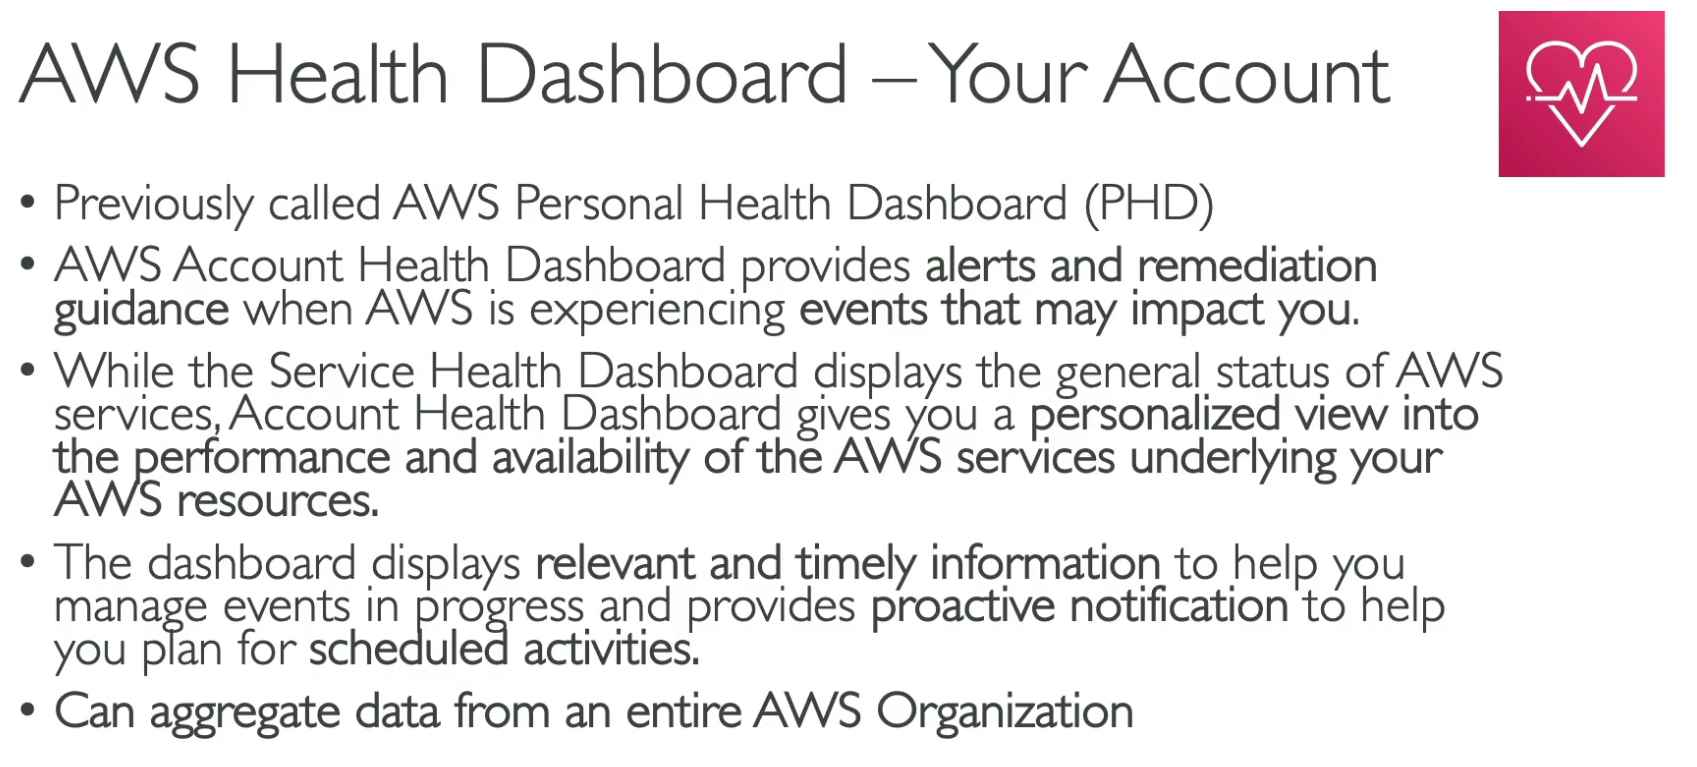 AWS Health Dashboard – Your Account
• Previously called AWS Personal Health Dashboard (PHD)
• AWS Account Health Dashboard provides alerts and remediation
guidance when AWS is experiencing events that may impact you.
• While the Service Health Dashboard displays the general status of AWS
services, Account Health Dashboard gives you a personalized view into
the performance and availability of the AWS services underlying your
AWS resources.
• The dashboard displays relevant and timely information to help you
manage events in progress and provides proactive notification to help
you plan for scheduled activities.
• Can aggregate data from an entire AWS Organization